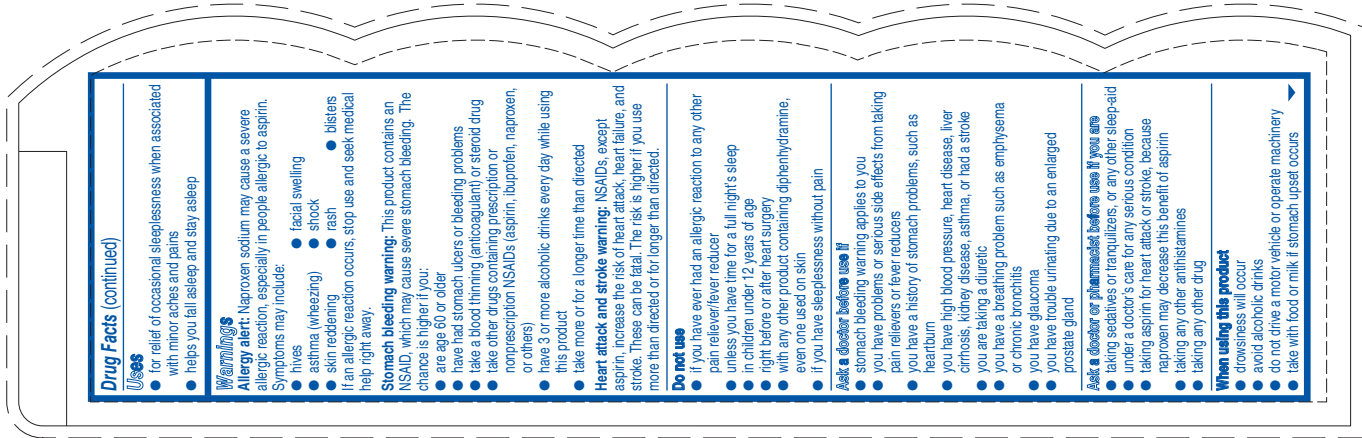 Drug Facts (continued)
Uses
● for relief of occasional sleeplessness when associated
with minor aches and pains
● helps you fall asleep and stay asleep
Warnings
Allergy alert: Naproxen sodium may cause a severe
allergic reaction, especially in people allergic to aspirin.
Symptoms may include:
● hives ● facial swelling
● asthma (wheezing) ● shock
● skin reddening ● rash ● blisters
If an allergic reaction occurs, stop use and seek medical
help right away.
Stomach bleeding warning: This product contains an
NSAID, which may cause severe stomach bleeding. The
chance is higher if you:
● are age 60 or older
● have had stomach ulcers or bleeding problems
● take a blood thinning (anticoagulant) or steroid drug
● take other drugs containing prescription or
nonprescription NSAIDs (aspirin, ibuprofen, naproxen,
or others)
● have 3 or more alcoholic drinks every day while using
this product
● take more or for a longer time than directed
Heart attack and stroke warning: NSAIDs, except
aspirin, increase the risk of heart attack, heart failure, and
stroke. These can be fatal. The risk is higher if you use
more than directed or for longer than directed.
Do not use
● if you have ever had an allergic reaction to any other
pain reliever/fever reducer
● unless you have time for a full night's sleep
● in children under 12 years of age
● right before or after heart surgery
● with any other product containing diphenhydramine,
even one used on skin
● if you have sleeplessness without pain
Ask a doctor before use if
● stomach bleeding warning applies to you
● you have problems or serious side effects from taking
pain relievers or fever reducers
● you have a history of stomach problems, such as
heartburn
● you have high blood pressure, heart disease, liver
cirrhosis, kidney disease, asthma, or had a stroke
● you are taking a diuretic
● you have a breathing problem such as emphysema
or chronic bronchitis
● you have glaucoma
● you have trouble urinating due to an enlarged
prostate gland
Ask a doctor or pharmacist before use if you are
● taking sedatives or tranquilizers, or any other sleep-aid
● under a doctor's care for any serious condition
● taking aspirin for heart attack or stroke, because
naproxen may decrease this benefit of aspirin
● taking any other antihistamines
● taking any other drug
When using this product
● drowsiness will occur
● avoid alcoholic drinks
● do not drive a motor vehicle or operate machinery
● take with food or milk if stomach upset occurs